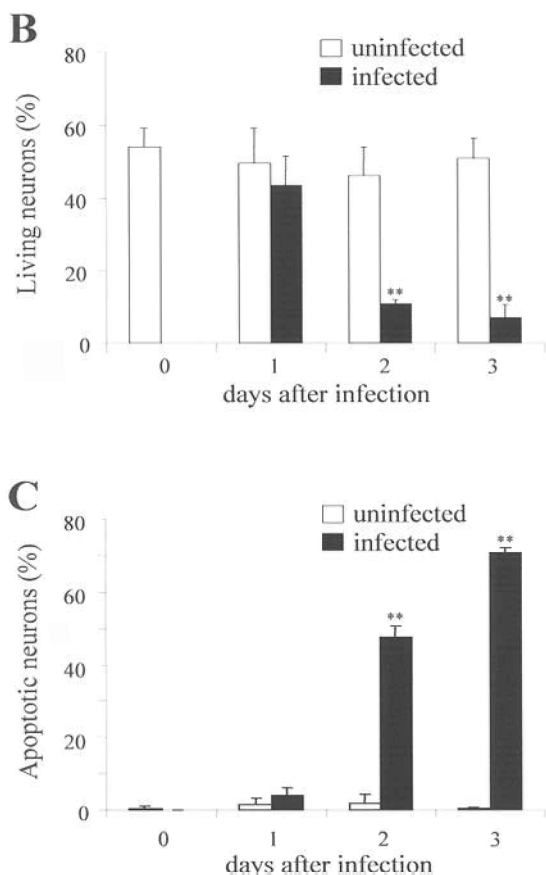 B
uninfected
infected
Living neurons (%)
80
60
40
20
0
** **
0 1 2 3
days after infection
C
uninfected
infected
Apoptotic neurons (%)
80
60
40
20
0
**
**
0 1 2 3
days after infection